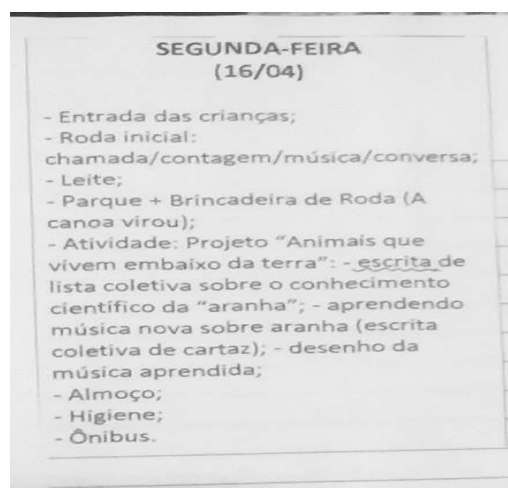 SEGUNDA-FEIRA
(16/04)
- Entrada das crianças;
- Roda inicial:
chamada/contagem/música/conversa;
- Leite;
- Parque + Brincadeira de Roda (A
canoa virou);
- Atividade: Projeto “Animais que
vivem embaixo da terra”: - escrita de
lista coletiva sobre o conhecimento
científico da “aranha”; - aprendendo
música nova sobre aranha (escrita
coletiva de cartaz); - desenho da
música aprendida;
- Almoço;
- Higiene;
- Ônibus.